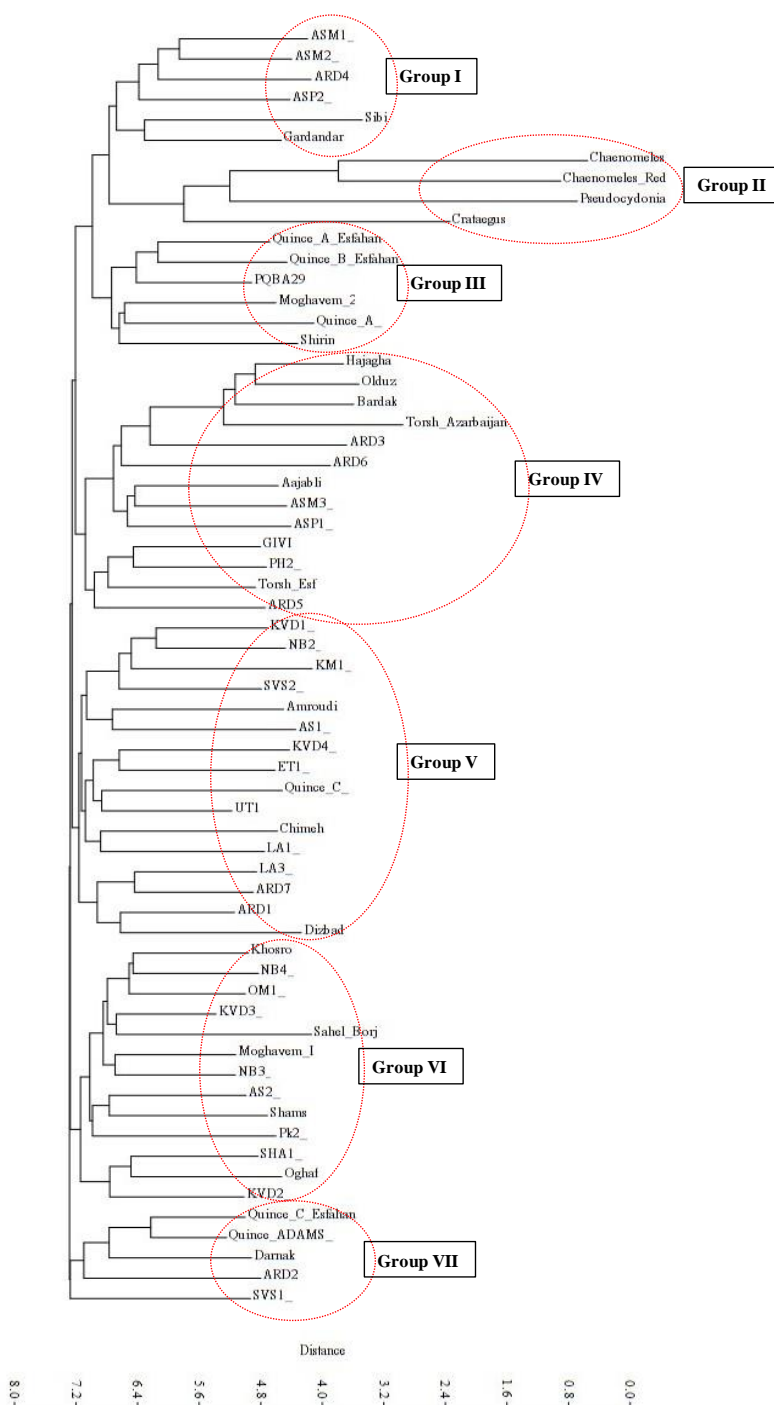 ASM1_
ASM2_
ARD4
Group I
ASP2_
Sibi
Gardandar
Chaenomeles
Chaenomeles_Red
Group II
Pseudocydonia
Crataegus
Quince_A_Esfahan
Quince_B_Esfahan
PQBA29
Group III
Moghavem_2
Quince_A_
Shirin
Hajagha
Olduz
Bardak
Torsh_Azarbaijan
ARD3
ARD6
Group IV
Aajabli
ASM3_
ASP1_
GIVI
PH2_
Torsh_Esf
ARD5
KVD1_
NB2_
KM1_
SVS2_
Amroudi
AS1_
KVD4_
Group V
ET1_
Quince_C_
UT1
Chimeh
LA1_
LA3_
ARD7
ARD1
Dizbad
Khosro
NB4_
OM1_
KVD3_
Sahel_Borj
Moghavem_1
Group VI
NB3_
AS2_
Shams
Pk2_
SHA1_
Oghaf
KVD2
Quince_C_Esfahan
Quince_ADAMS_
Darnak
Group VII
ARD2
SVS1_
Distance
8.0 7.2 6.4 5.6 4.8 4.0 3.2 2.4 1.6 0.8 0.0